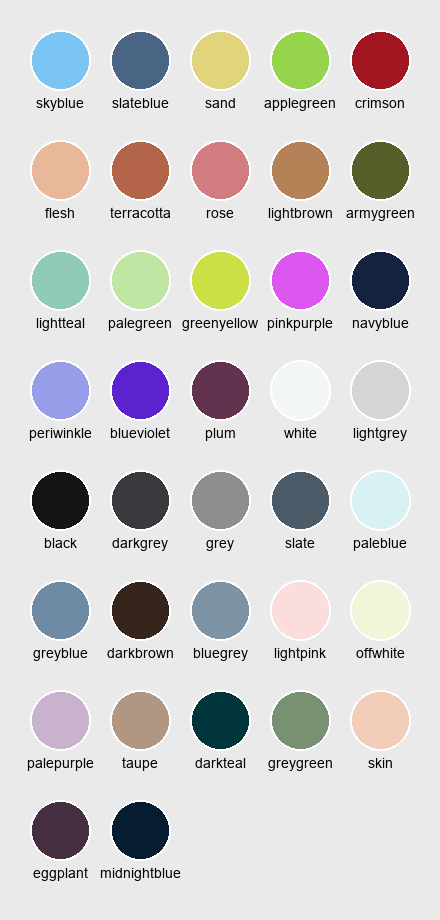 skyblue slateblue sand applegreen crimson
flesh terracotta rose lightbrown armygreen
lightteal palegreen greenyellow pinkpurple navyblue
periwinkle blueviolet plum white lightgrey
black darkgrey grey slate paleblue
greyblue darkbrown bluegrey lightpink offwhite
palepurple taupe darkteal greygreen skin
eggplant midnightblue